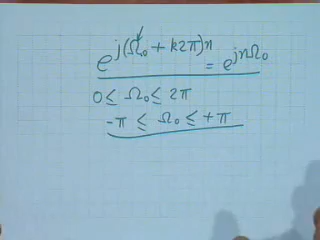 e^{j(Ω₀ + k2π)n} = e^{jnΩ₀}
0 ≤ Ω₀ ≤ 2π
-π ≤ Ω₀ ≤ +π